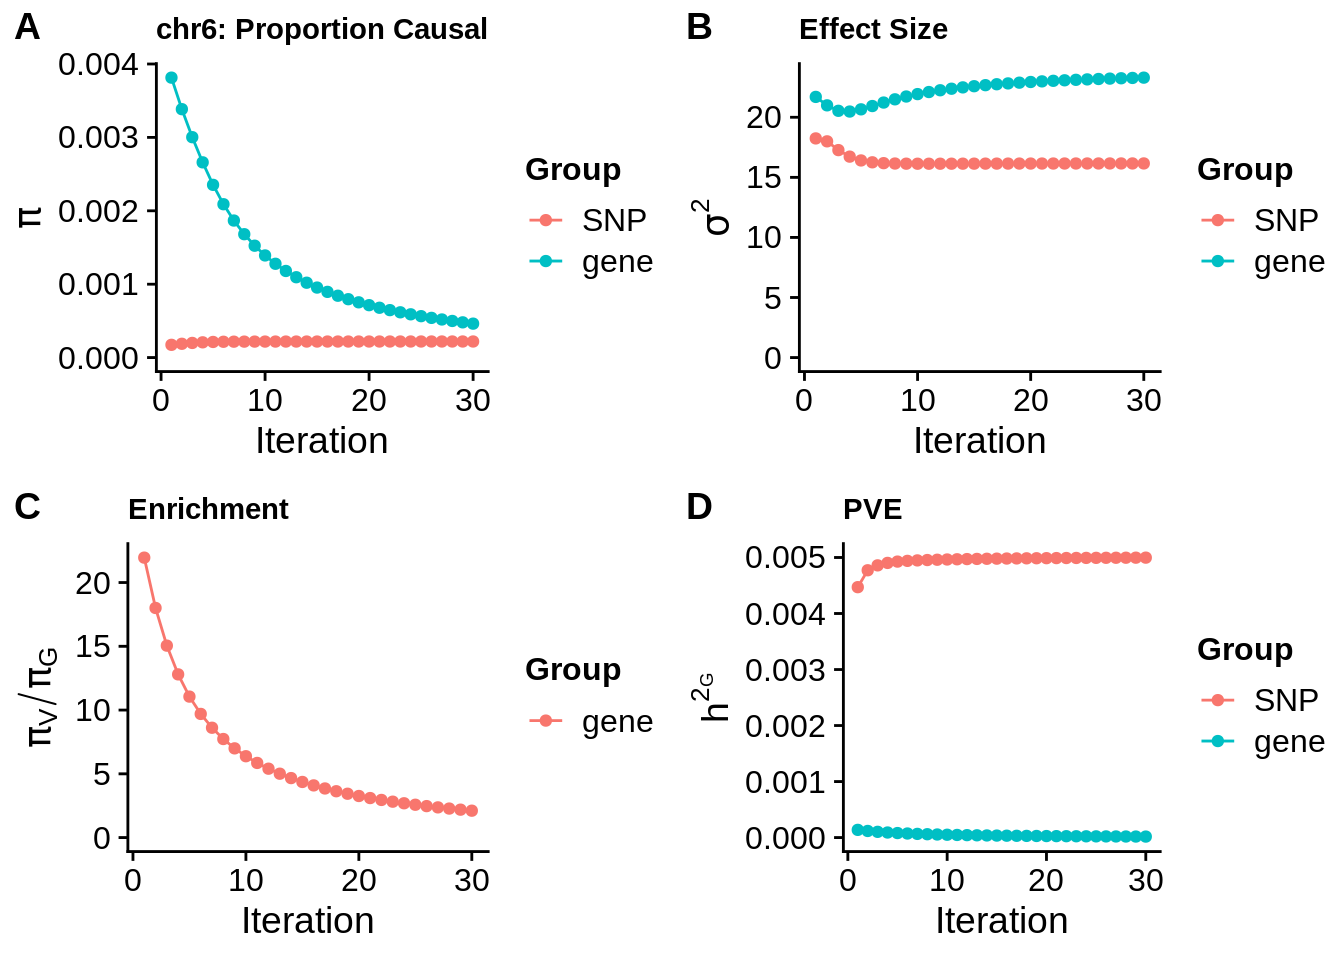 A
chr6: Proportion Causal
0.004
0.003
0.002
0.001
0.000
π
0 10 20 30
Iteration
Group
SNP
gene
B
Effect Size
20
15
10
5
0
σ²
0 10 20 30
Iteration
Group
SNP
gene
C
Enrichment
20
15
10
5
0
πV/πG
0 10 20 30
Iteration
Group
gene
D
PVE
0.005
0.004
0.003
0.002
0.001
0.000
h²G
0 10 20 30
Iteration
Group
SNP
gene